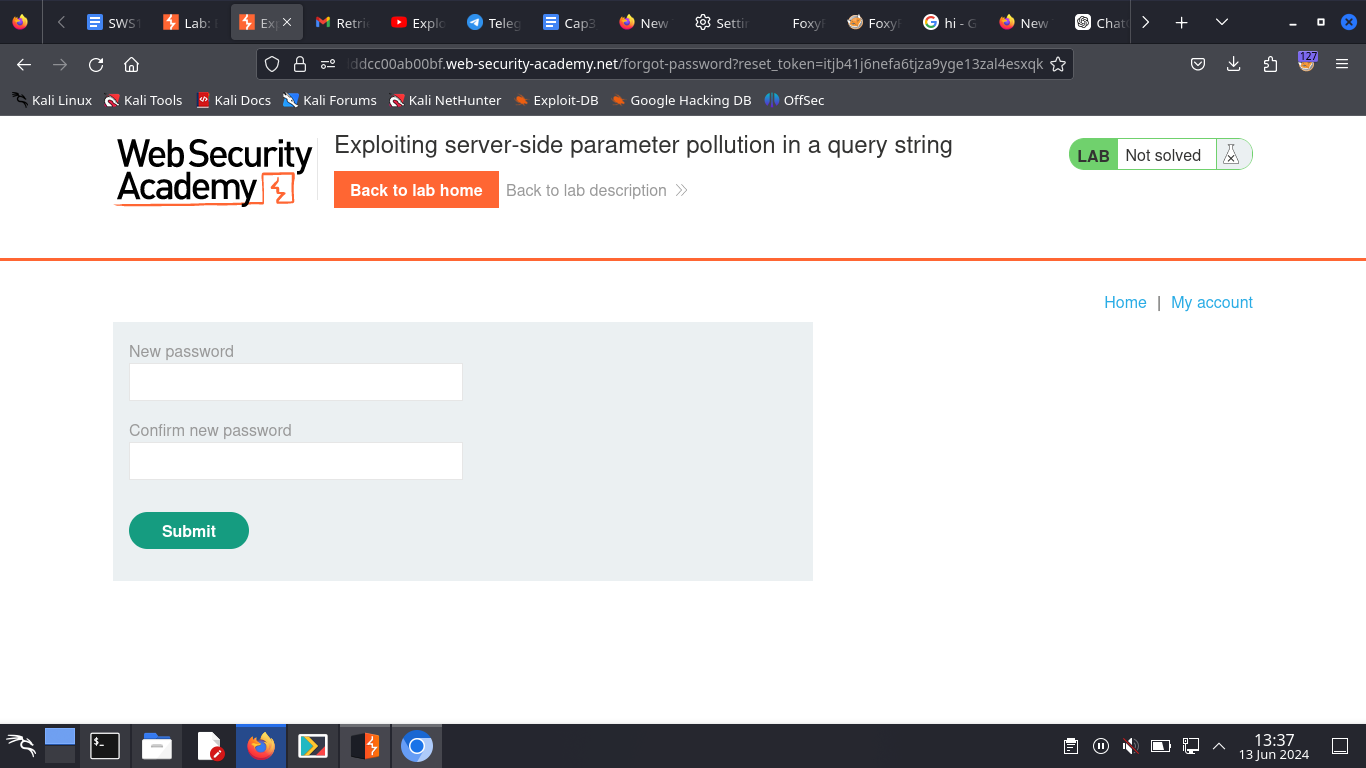 SWS
Lab:
Ex
Retri
Explo
Teleg
Cap3
New
Settin
FoxyP
FoxyP
hi - G
New
Chat
ddcc00ab00bf.web-security-academy.net/forgot-password?reset_token=itjb41j6nefa6tjza9yge13zal4esxqk
127
Kali Linux
Kali Tools
Kali Docs
Kali Forums
Kali NetHunter
Exploit-DB
Google Hacking DB
OffSec
Web Security
Academy
Exploiting server-side parameter pollution in a query string
Back to lab home
Back to lab description
LAB
Not solved
Home | My account
New password
Confirm new password
Submit
13:37
13 Jun 2024